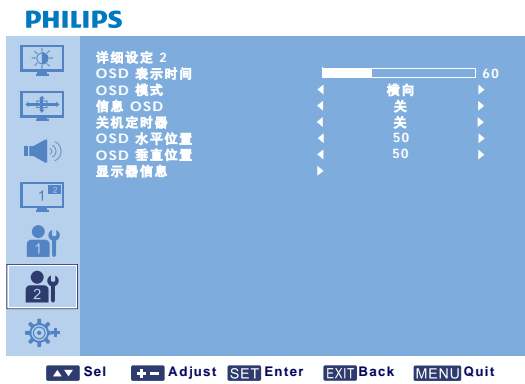 PHILIPS
详细设定 2
OSD 表示时间 60
OSD 模式 横向
信息 OSD 关
关机定时器 关
OSD 水平位置 50
OSD 垂直位置 50
显示器信息
1 2
1
2
Sel Adjust SET Enter EXIT Back MENU Quit